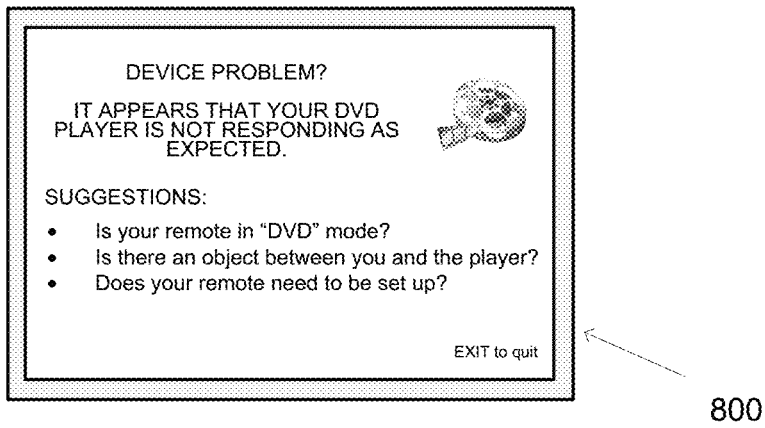 DEVICE PROBLEM?
IT APPEARS THAT YOUR DVD
PLAYER IS NOT RESPONDING AS
EXPECTED.
SUGGESTIONS:
• Is your remote in “DVD” mode?
• Is there an object between you and the player?
• Does your remote need to be set up?
EXIT to quit
800